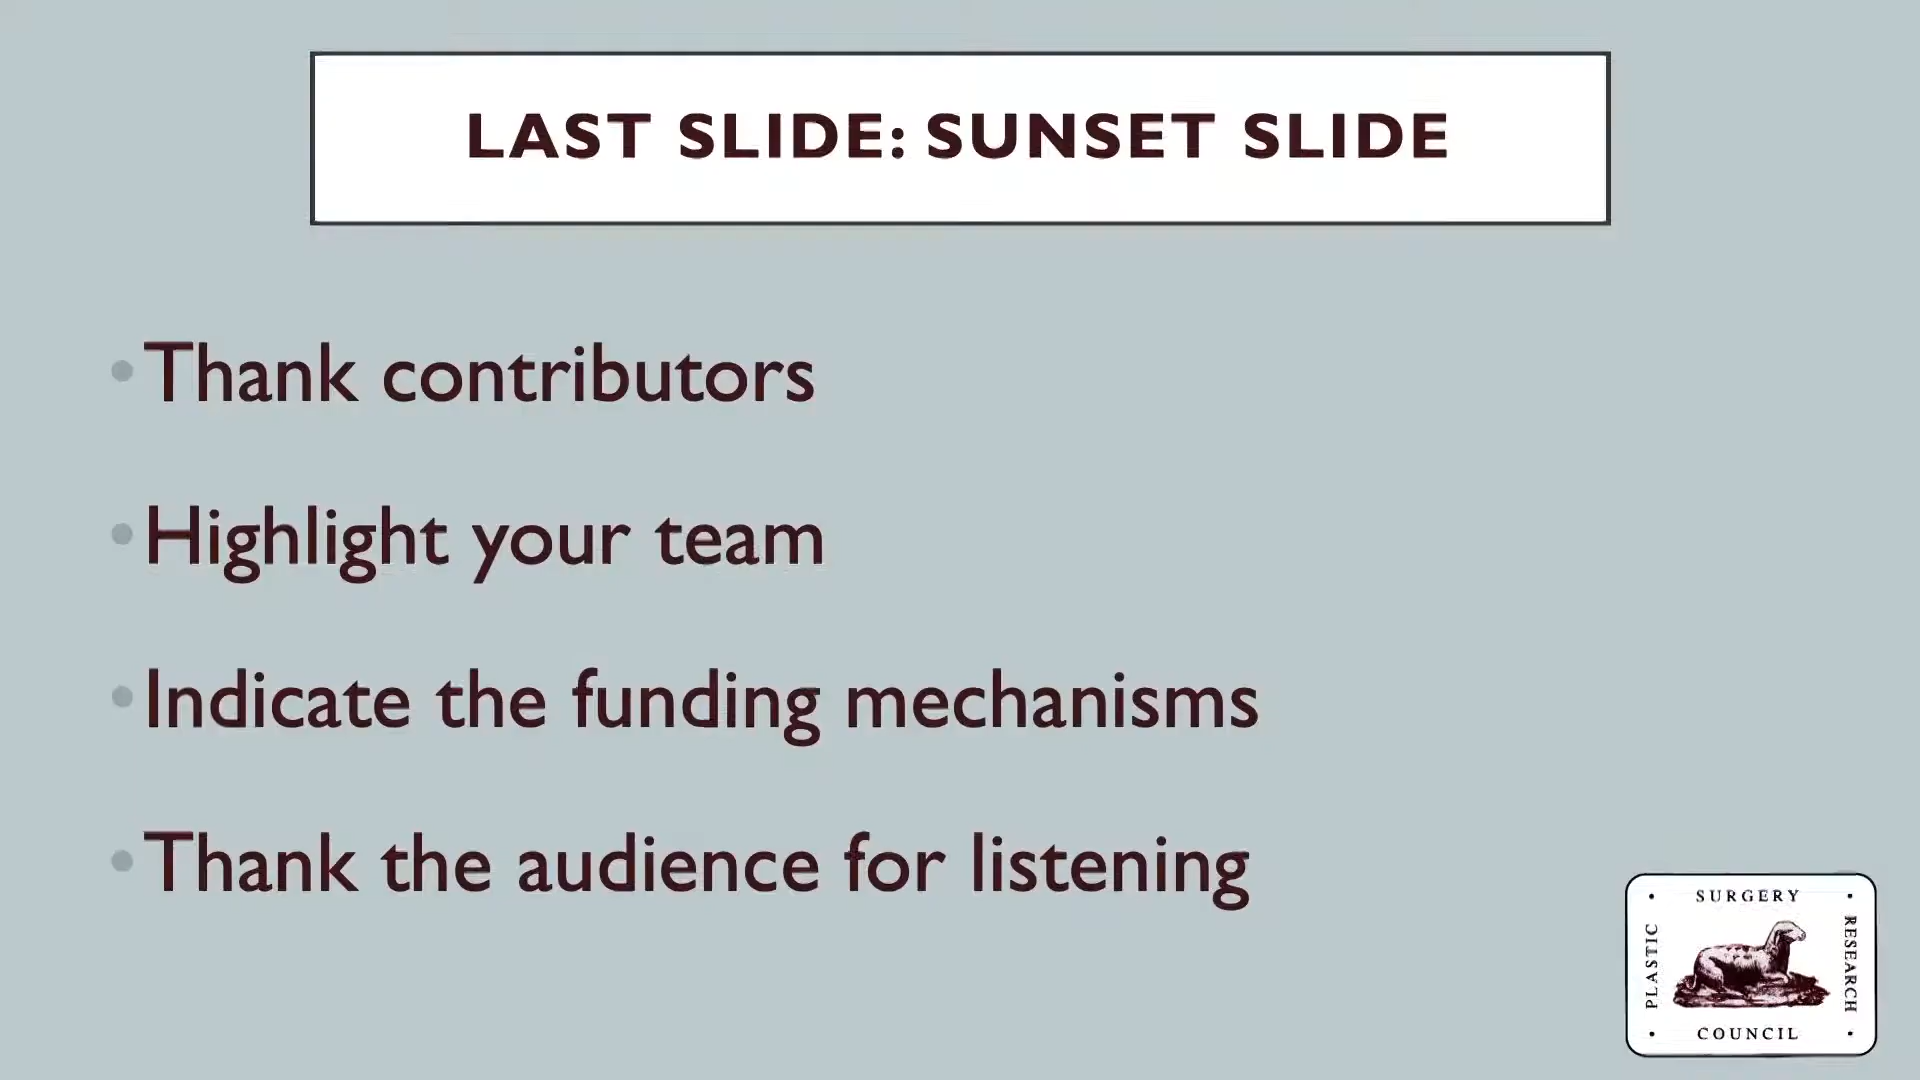 LAST SLIDE: SUNSET SLIDE
• Thank contributors
• Highlight your team
• Indicate the funding mechanisms
• Thank the audience for listening
PLASTIC
SURGERY
RESEARCH
COUNCIL